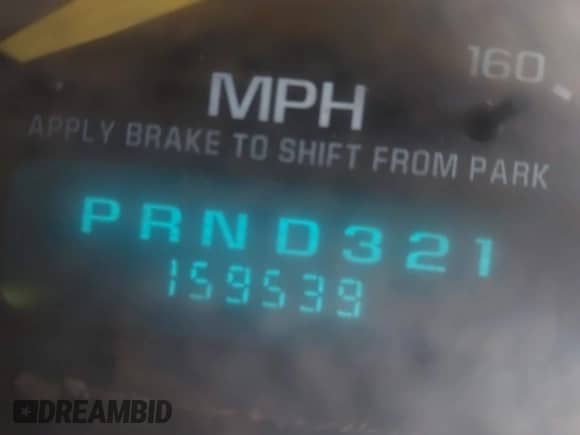 160
MPH
APPLY BRAKE TO SHIFT FROM PARK
PRND321
159539
DREAMBID